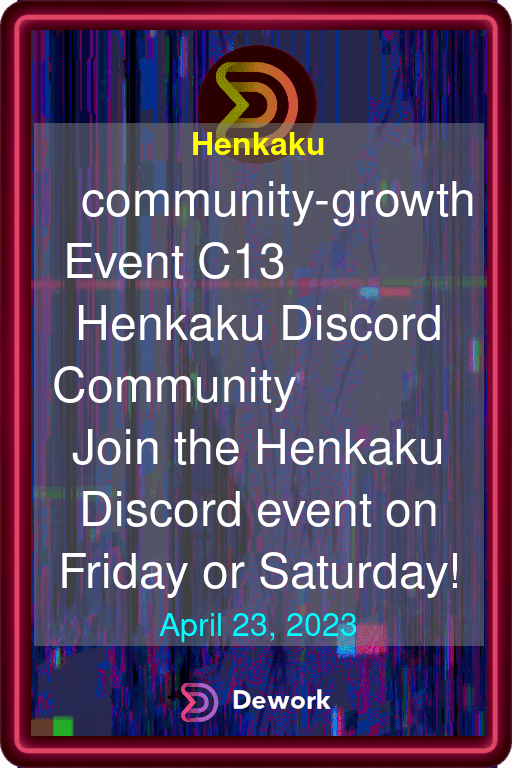 Henkaku
community-growth
Event C13
Henkaku Discord
Community
Join the Henkaku
Discord event on
Friday or Saturday!
April 23, 2023
Dework